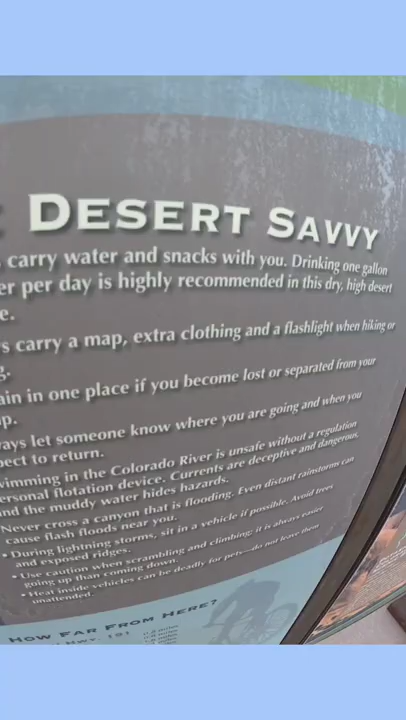 DESERT SAVVY
carry water and snacks with you. Drinking one gallon
er per day is highly recommended in this dry, high desert
e.
s carry a map, extra clothing and a flashlight when hiking or
g.
ain in one place if you become lost or separated from your
p.
ays let someone know where you are going and when you
pect to return.
wimming in the Colorado River is unsafe without a regulation
ersonal flotation device. Currents are deceptive and dangerous,
nd the muddy water hides hazards.
Never cross a canyon that is flooding. Even distant rainstorms can
cause flash floods near you.
• During lightning storms, sit in a vehicle if possible. Avoid trees
and exposed ridges.
• Use caution when scrambling and climbing; it is always easier
going up than coming down.
• Heat inside vehicles can be deadly for pets—do not leave them
unattended.
HOW FAR FROM HERE?
HWY. 191